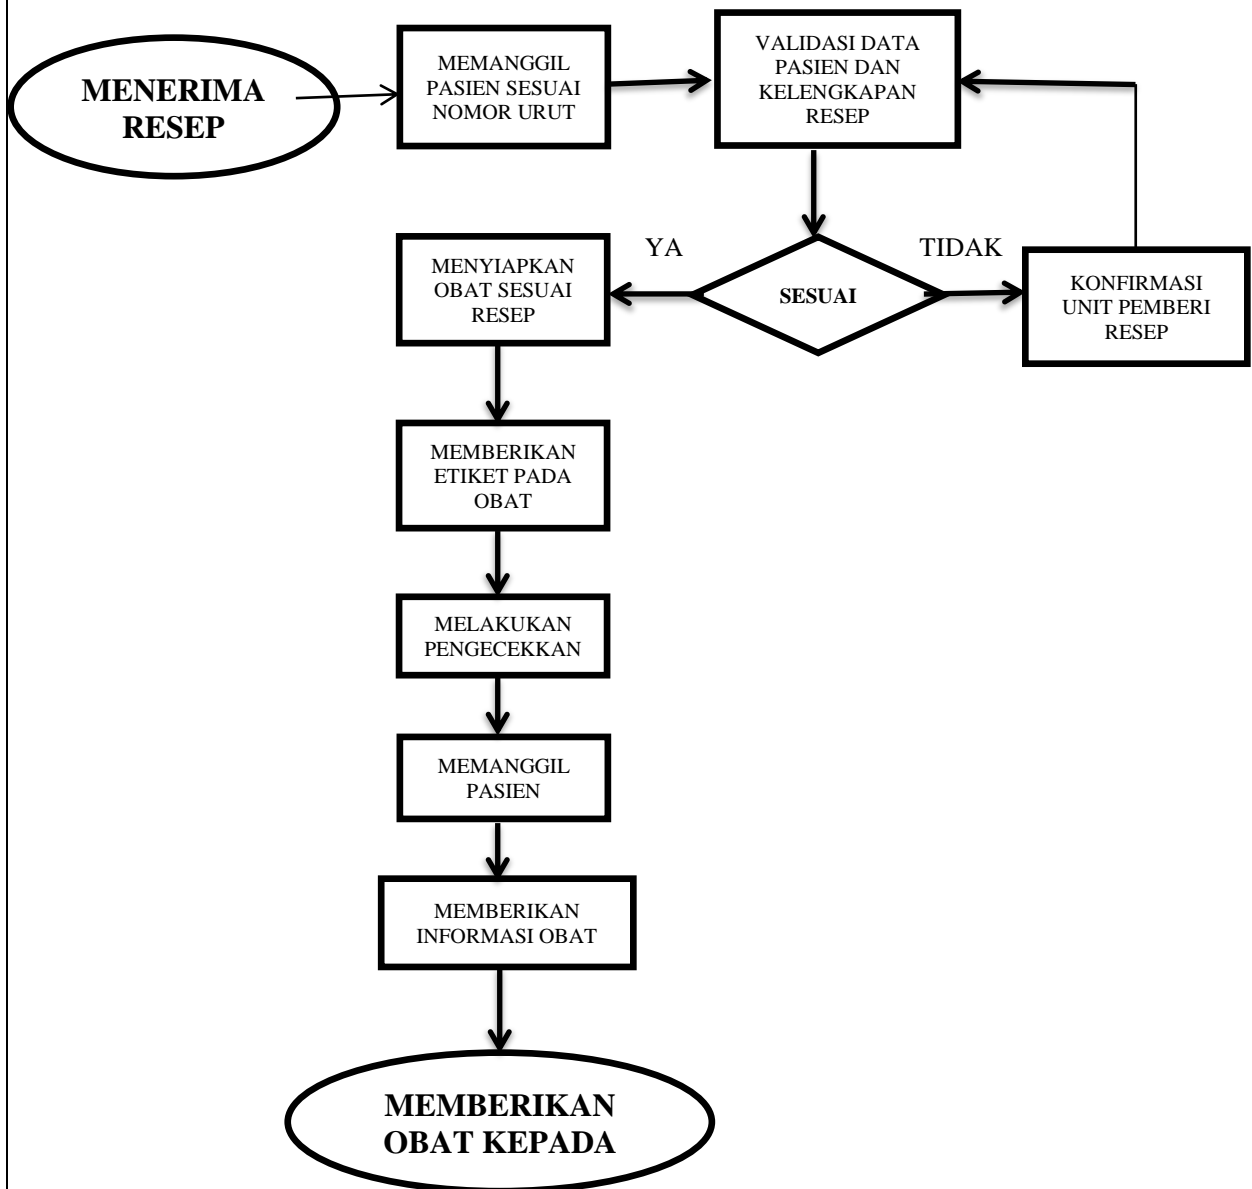 MENERIMA
RESEP
MEMANGGIL
PASIEN SESUAI
NOMOR URUT
VALIDASI DATA
PASIEN DAN
KELENGKAPAN
RESEP
SESUAI
YA
TIDAK
KONFIRMASI
UNIT PEMBERI
RESEP
MENYIAPKAN
OBAT SESUAI
RESEP
MEMBERIKAN
ETIKET PADA
OBAT
MELAKUKAN
PENGECEKKAN
MEMANGGIL
PASIEN
MEMBERIKAN
INFORMASI OBAT
MEMBERIKAN
OBAT KEPADA